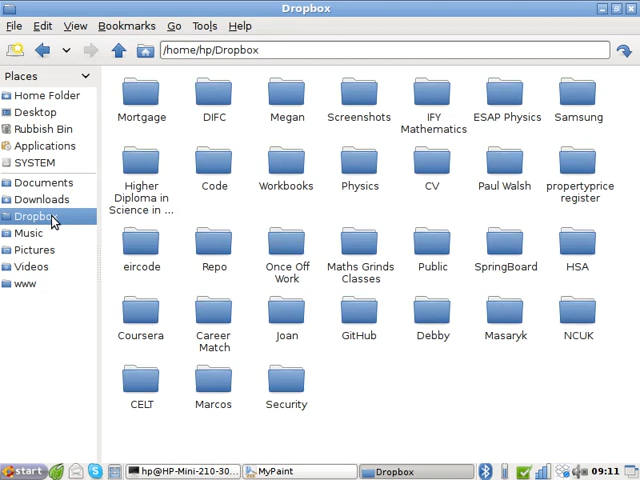 Dropbox
File Edit View Bookmarks Go Tools Help
/home/hp/Dropbox
Places
Home Folder
Desktop
Rubbish Bin
Applications
SYSTEM
Documents
Downloads
Dropbox
Music
Pictures
Videos
www
Mortgage DIFC Megan Screenshots IFY Mathematics ESAP Physics Samsung
Higher Diploma in Science in ... Code Workbooks Physics CV Paul Walsh propertyprice register
eircode Repo Once Off Work Maths Grinds Classes Public SpringBoard HSA
Coursera Career Match Joan GitHub Debby Masaryk NCUK
CELT Marcos Security
start hp@HP-Mini-210-30... MyPaint Dropbox 09:11